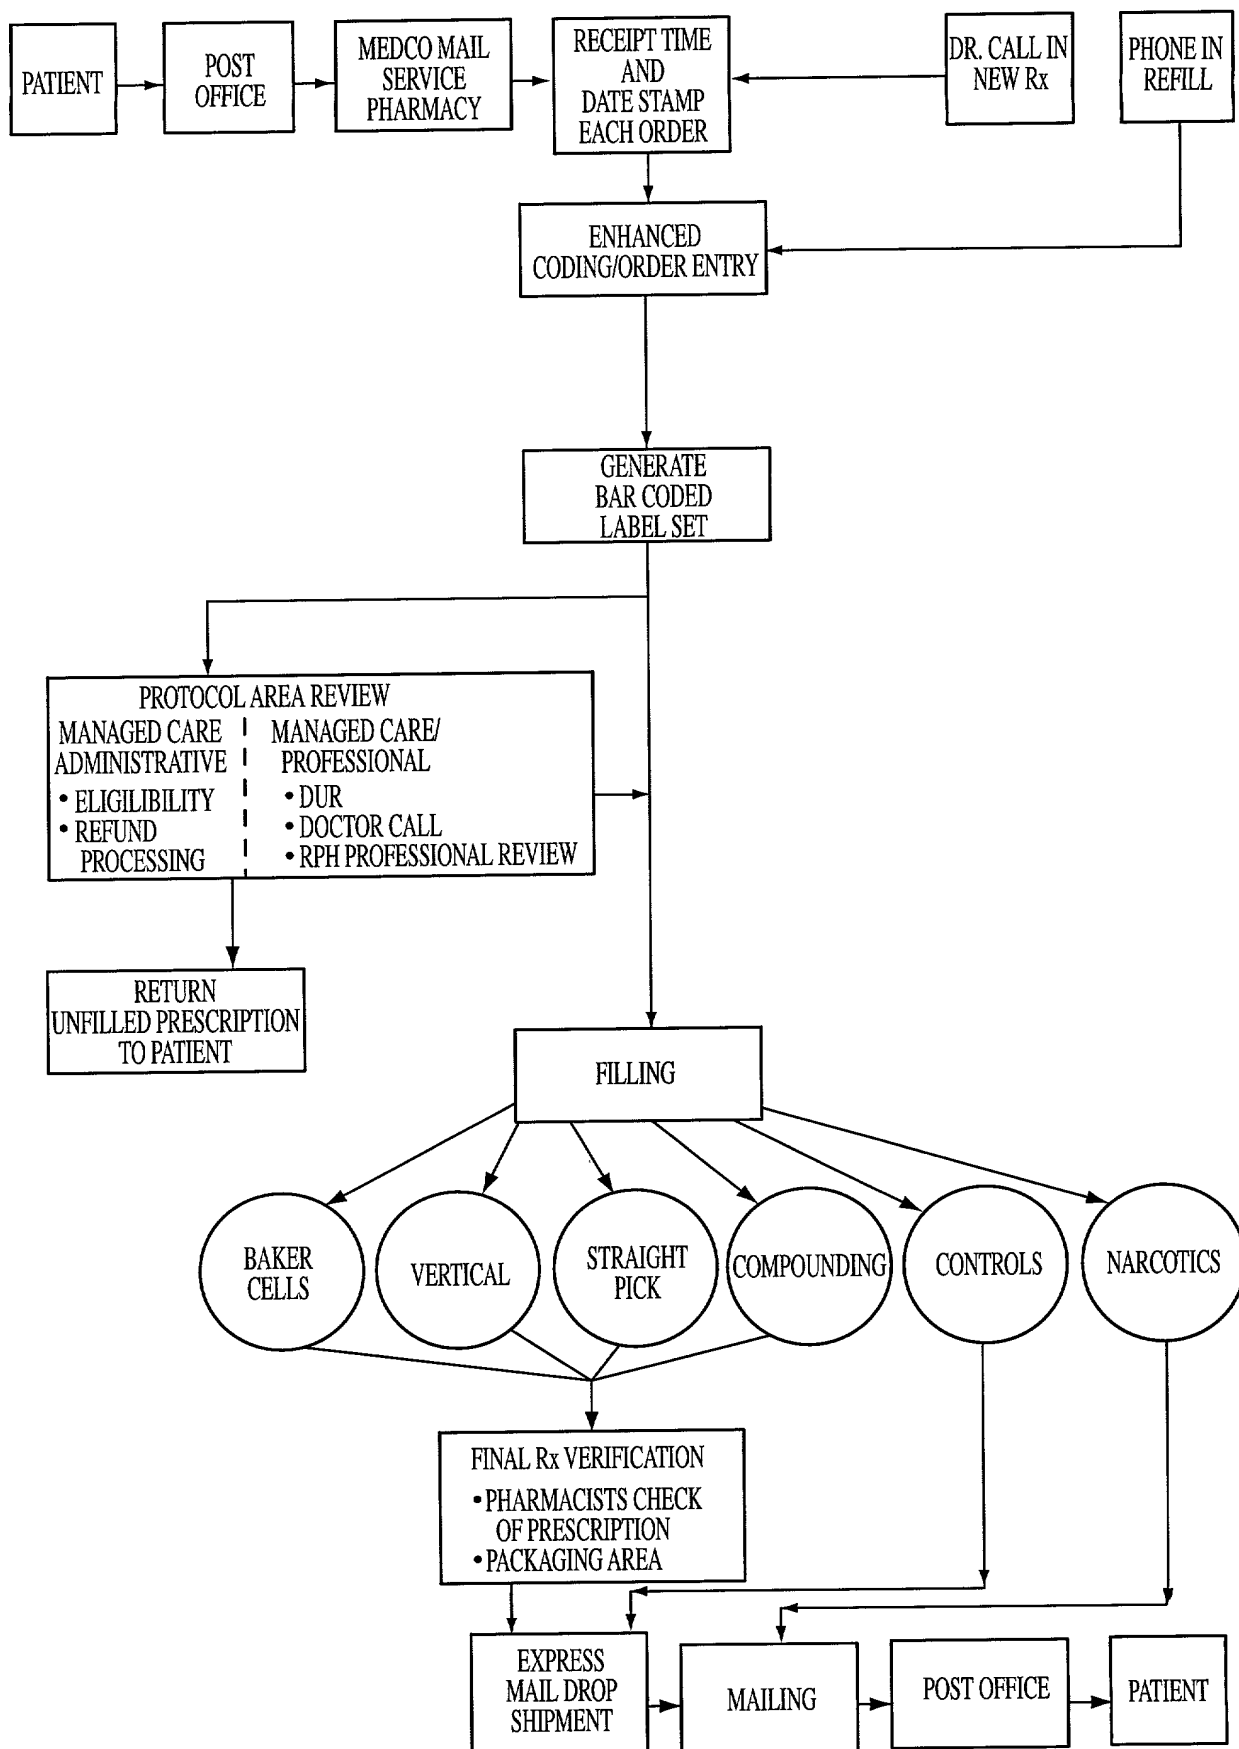 PATIENT
POST
OFFICE
MEDCO MAIL
SERVICE
PHARMACY
RECEIPT TIME
AND
DATE STAMP
EACH ORDER
DR. CALL IN
NEW Rx
PHONE IN
REFILL
ENHANCED
CODING/ORDER ENTRY
GENERATE
BAR CODED
LABEL SET
PROTOCOL AREA REVIEW
MANAGED CARE
ADMINISTRATIVE
• ELIGILIBILITY
• REFUND
PROCESSING
MANAGED CARE/
PROFESSIONAL
• DUR
• DOCTOR CALL
• RPH PROFESSIONAL REVIEW
RETURN
UNFILLED PRESCRIPTION
TO PATIENT
FILLING
BAKER
CELLS
VERTICAL
STRAIGHT
PICK
COMPOUNDING
CONTROLS
NARCOTICS
FINAL Rx VERIFICATION
• PHARMACISTS CHECK
OF PRESCRIPTION
• PACKAGING AREA
EXPRESS
MAIL DROP
SHIPMENT
MAILING
POST OFFICE
PATIENT